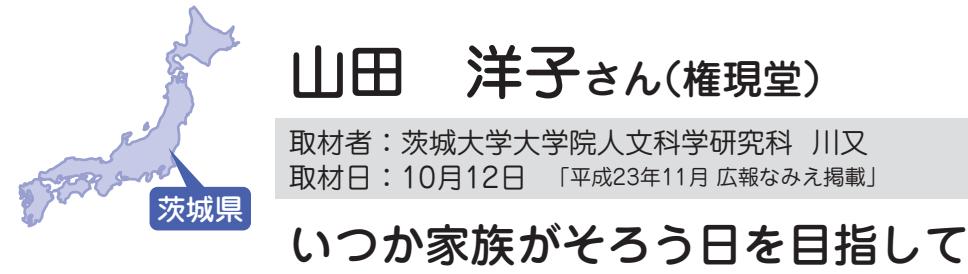 山田　洋子さん（権現堂）
取材者：茨城大学大学院人文科学研究科 川又
取材日：10月12日 「平成23年11月 広報なみえ掲載」
茨城県
いつか家族がそろう日を目指して